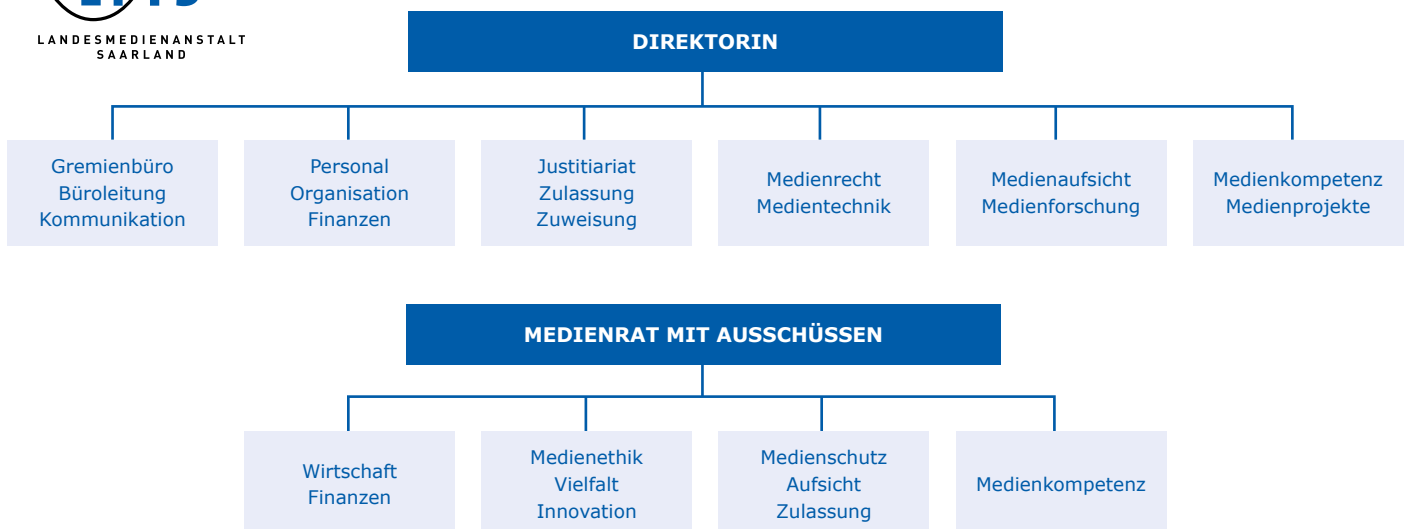 LANDESMEDIENANSTALT
SAARLAND
DIREKTORIN
Gremienbüro
Büroleitung
Kommunikation
Personal
Organisation
Finanzen
Justitiariat
Zulassung
Zuweisung
Medienrecht
Medientechnik
Medienaufsicht
Medienforschung
Medienkompetenz
Medienprojekte
MEDIENRAT MIT AUSSCHÜSSEN
Wirtschaft
Finanzen
Medienethik
Vielfalt
Innovation
Medienschutz
Aufsicht
Zulassung
Medienkompetenz